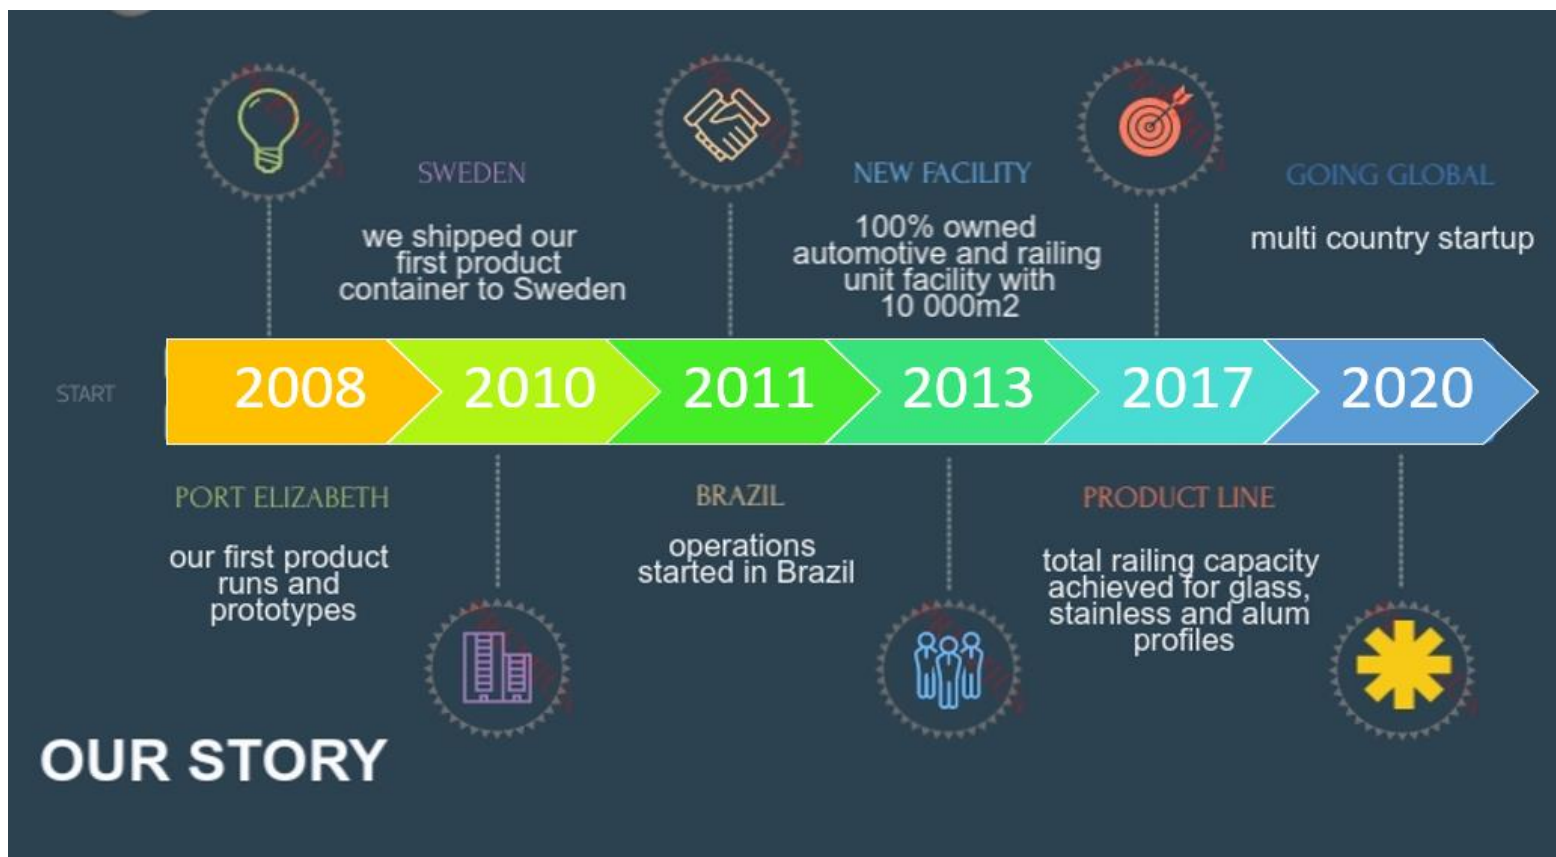 SWEDEN
we shipped our
first product
container to Sweden
NEW FACILITY
100% owned
automotive and railing
unit facility with
10 000m2
GOING GLOBAL
multi country startup
START
2008
2010
2011
2013
2017
2020
PORT ELIZABETH
our first product
runs and
prototypes
BRAZIL
operations
started in Brazil
PRODUCT LINE
total railing capacity
achieved for glass,
stainless and alum
profiles
OUR STORY